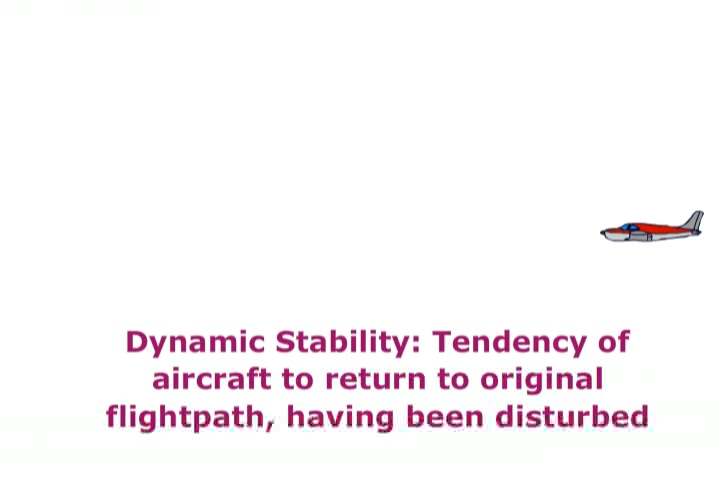 Dynamic Stability: Tendency of
aircraft to return to original
flightpath, having been disturbed